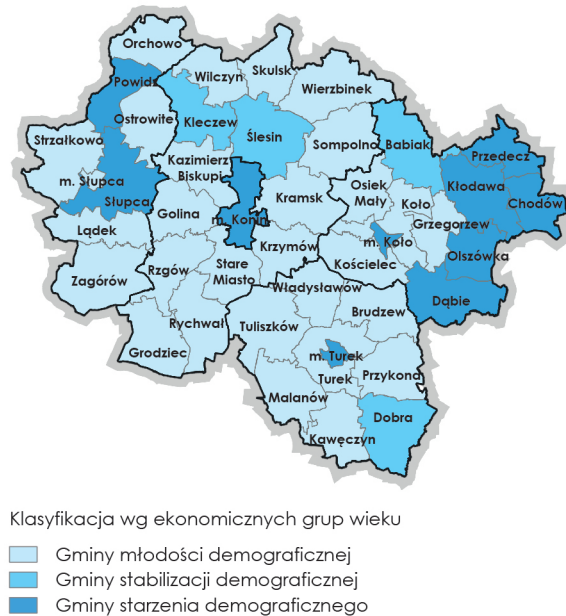 Orchowo
Skulsk
Wilczyn
Powidz
Wierzbinek
Ostrowite
Kleczew
Ślesin
Strzałkowo
Sompolno
Babiak
Przedecz
Kazimierz
Biskupi
m. Słupca
Osiek
Mały
Kłodawa
Słupca
Kramsk
Koło
Chodów
Golina
m. Konin
Grzegorzew
Lądek
m. Koło
Krzymów
Kościelec
Olszówka
Stare
Miasto
Zagórów
Rzgów
Władysławów
Dąbie
Brudzew
Rychwał
Tuliszków
Grodziec
m. Turek
Turek
Przykona
Malanów
Dobra
Kawęczyn
Klasyfikacja wg ekonomicznych grup wieku
Gminy młodości demograficznej
Gminy stabilizacji demograficznej
Gminy starzenia demograficznego